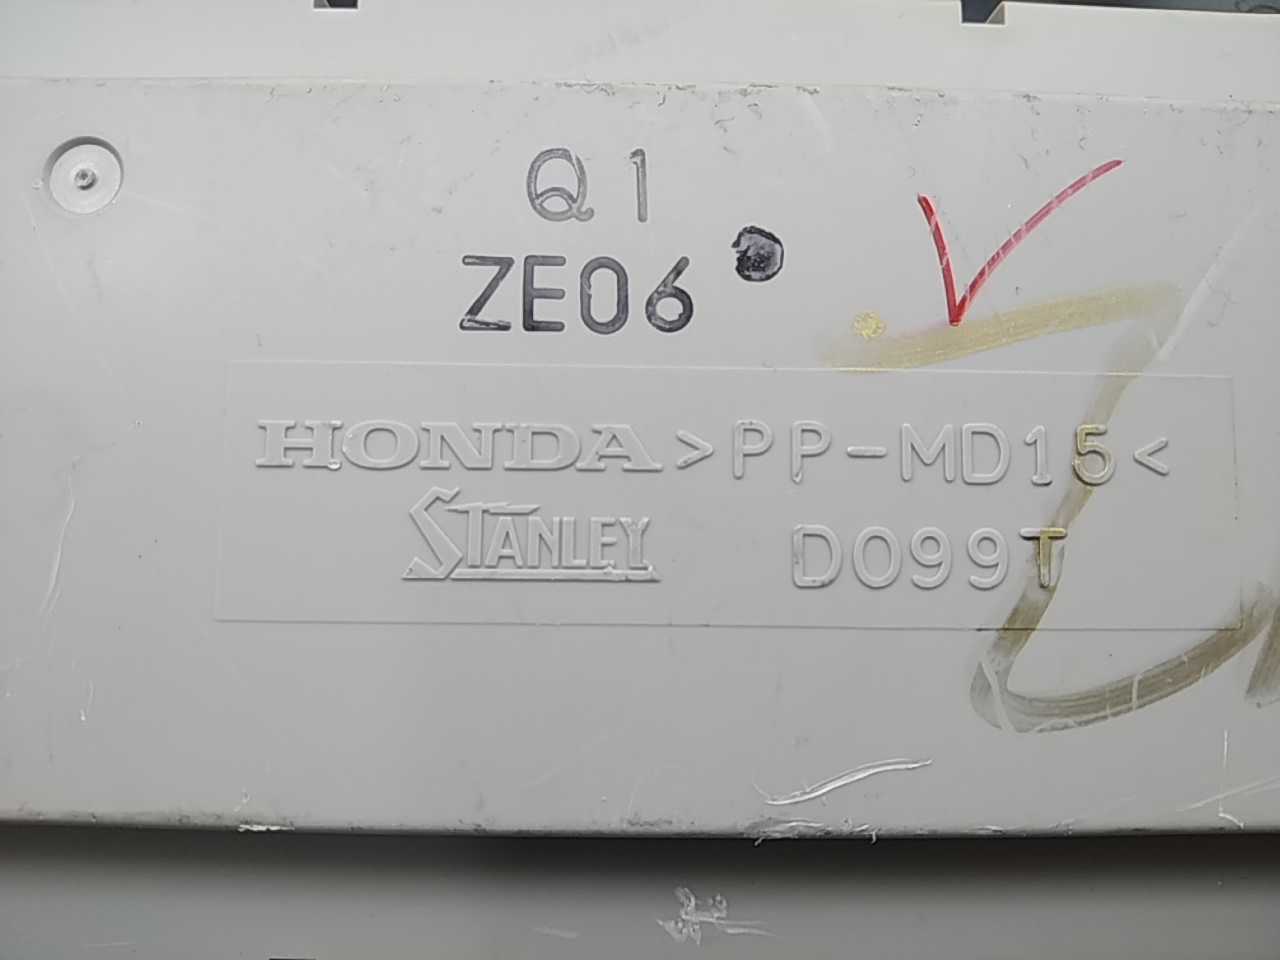 Q1
ZE06
HONDA >PP-MD15<
STANLEY D099T